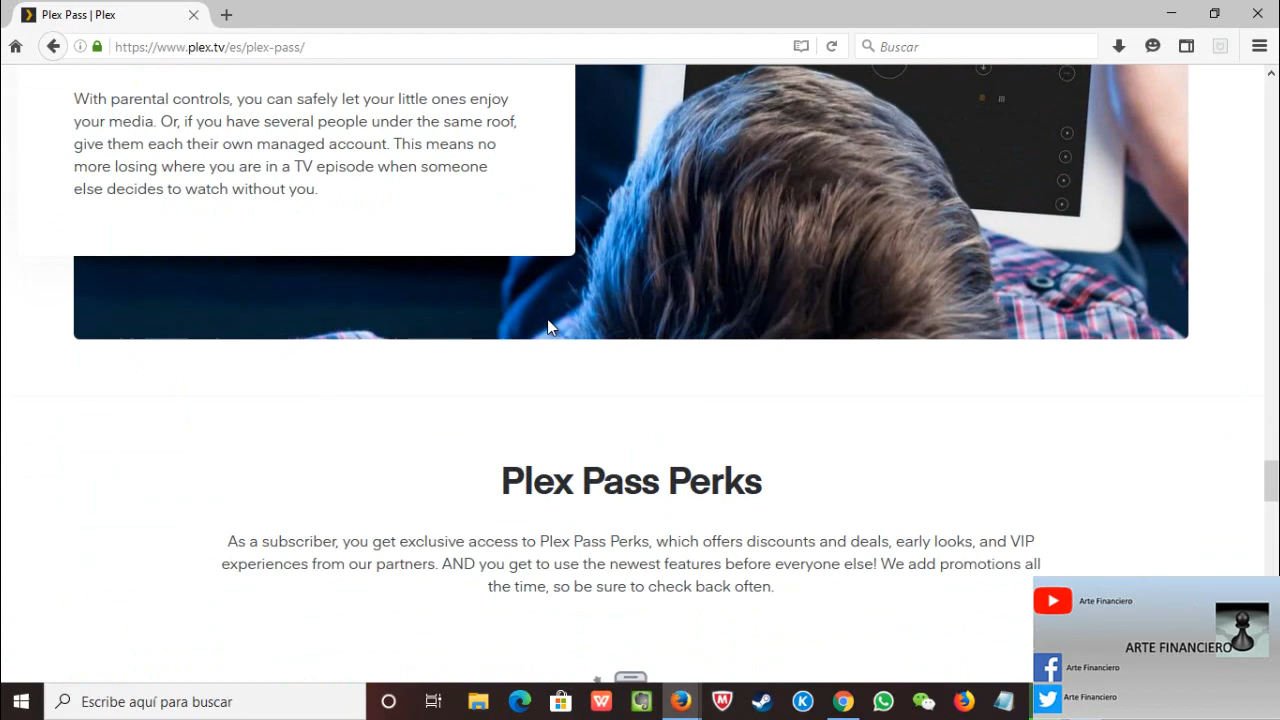 Plex Pass | Plex
https://www.plex.tv/es/plex-pass/
Buscar
With parental controls, you can safely let your little ones enjoy
your media. Or, if you have several people under the same roof,
give them each their own managed account. This means no
more losing where you are in a TV episode when someone
else decides to watch without you.
Plex Pass Perks
As a subscriber, you get exclusive access to Plex Pass Perks, which offers discounts and deals, early looks, and VIP
experiences from our partners. AND you get to use the newest features before everyone else! We add promotions all
the time, so be sure to check back often.
Arte Financiero
ARTE FINANCIERO
Arte Financiero
Arte Financiero
Escribe aquí para buscar